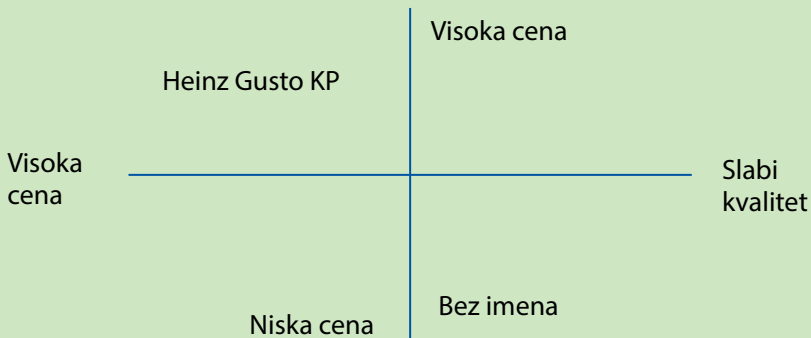 Visoka cena
Heinz Gusto KP
Visoka
cena
Slabi
kvalitet
Bez imena
Niska cena